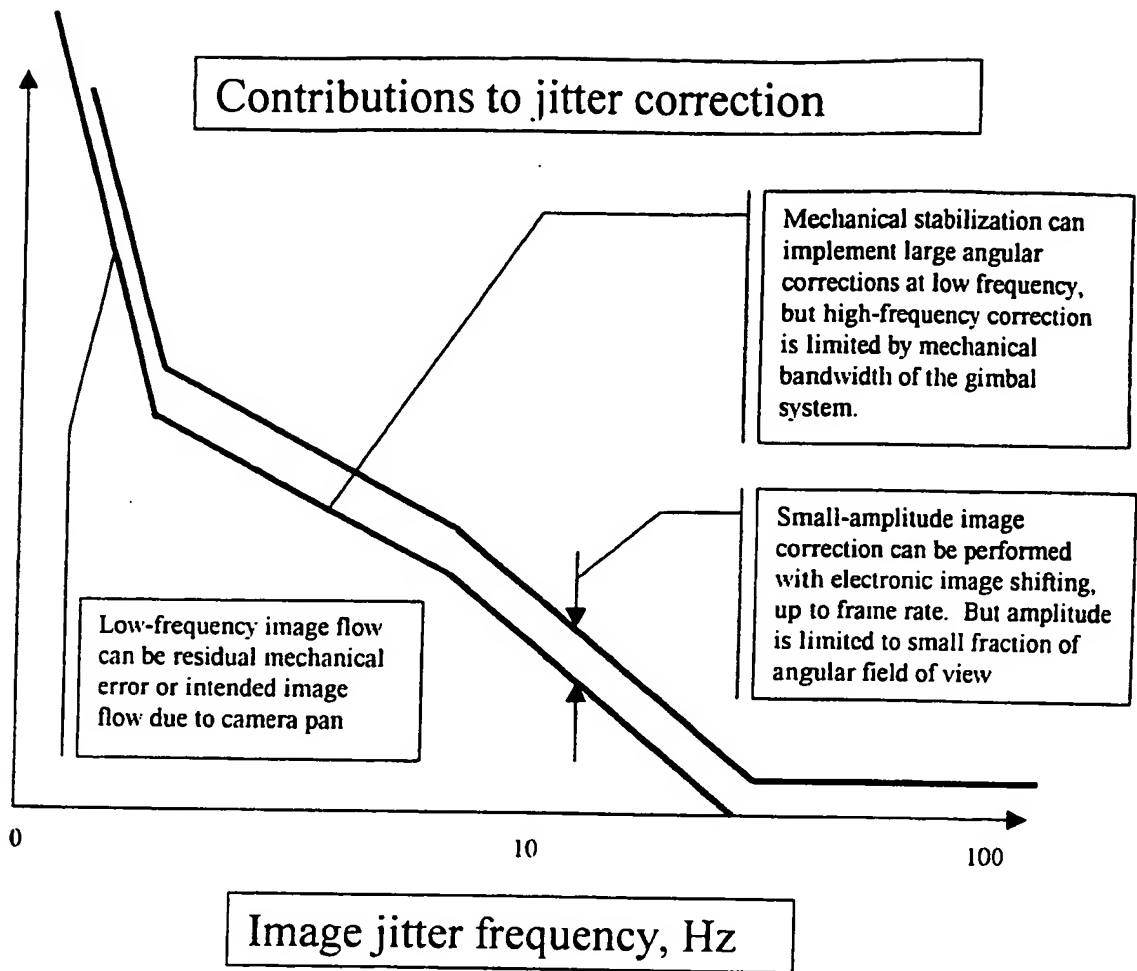 Contributions to jitter correction
Mechanical stabilization can
implement large angular
corrections at low frequency,
but high-frequency correction
is limited by mechanical
bandwidth of the gimbal
system.
Small-amplitude image
correction can be performed
with electronic image shifting,
up to frame rate. But amplitude
is limited to small fraction of
angular field of view
Low-frequency image flow
can be residual mechanical
error or intended image
flow due to camera pan
0
10
100
Image jitter frequency, Hz